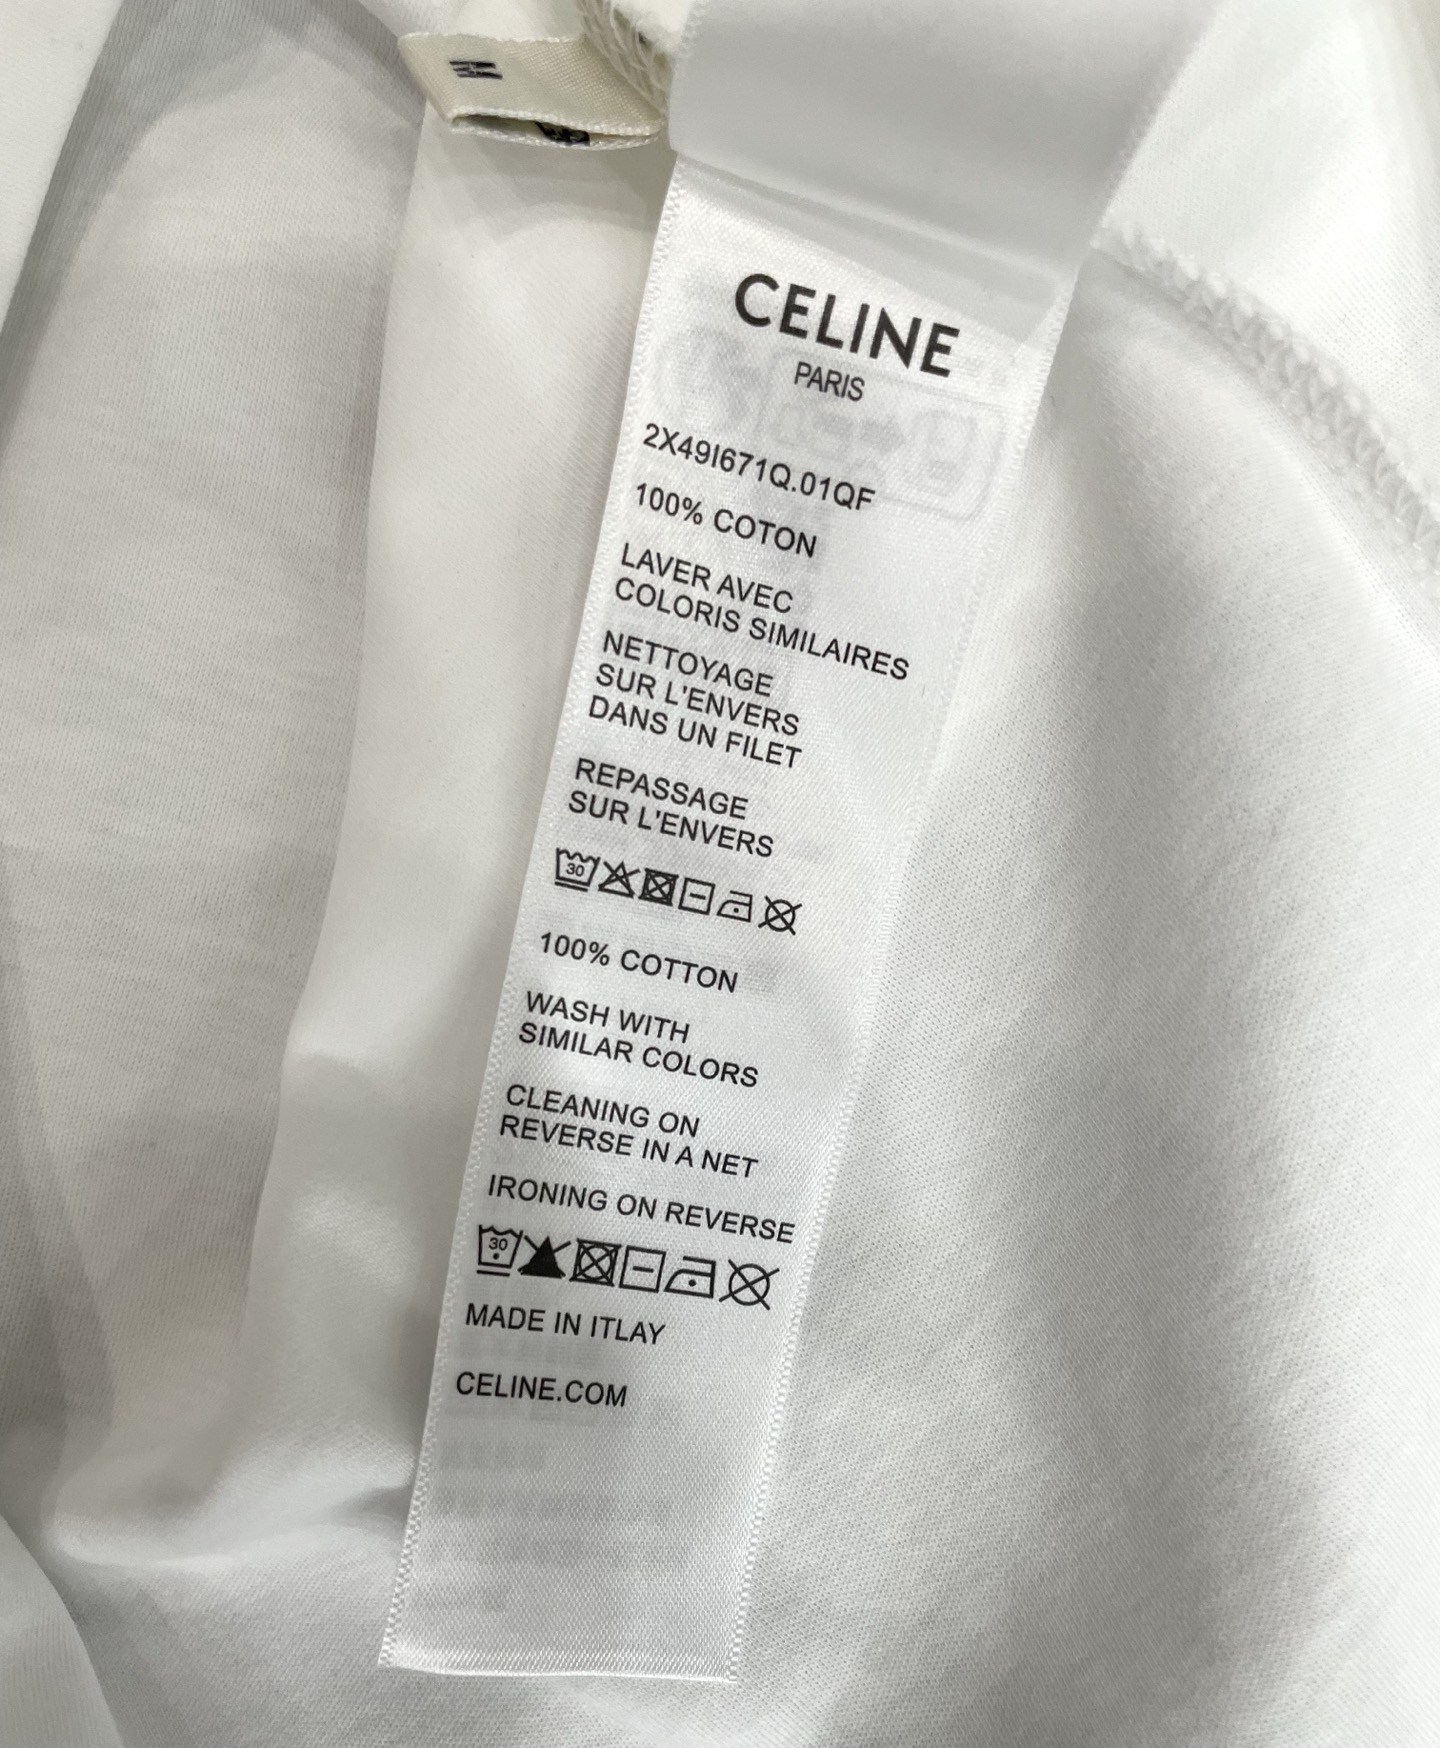 CELINE
PARIS
2X49I671Q.01QF
100% COTON
LAVER AVEC
COLORIS SIMILAIRES
NETTOYAGE
SUR L'ENVERS
DANS UN FILET
REPASSAGE
SUR L'ENVERS
30
100% COTTON
WASH WITH
SIMILAR COLORS
CLEANING ON
REVERSE IN A NET
IRONING ON REVERSE
30
MADE IN ITLAY
CELINE.COM